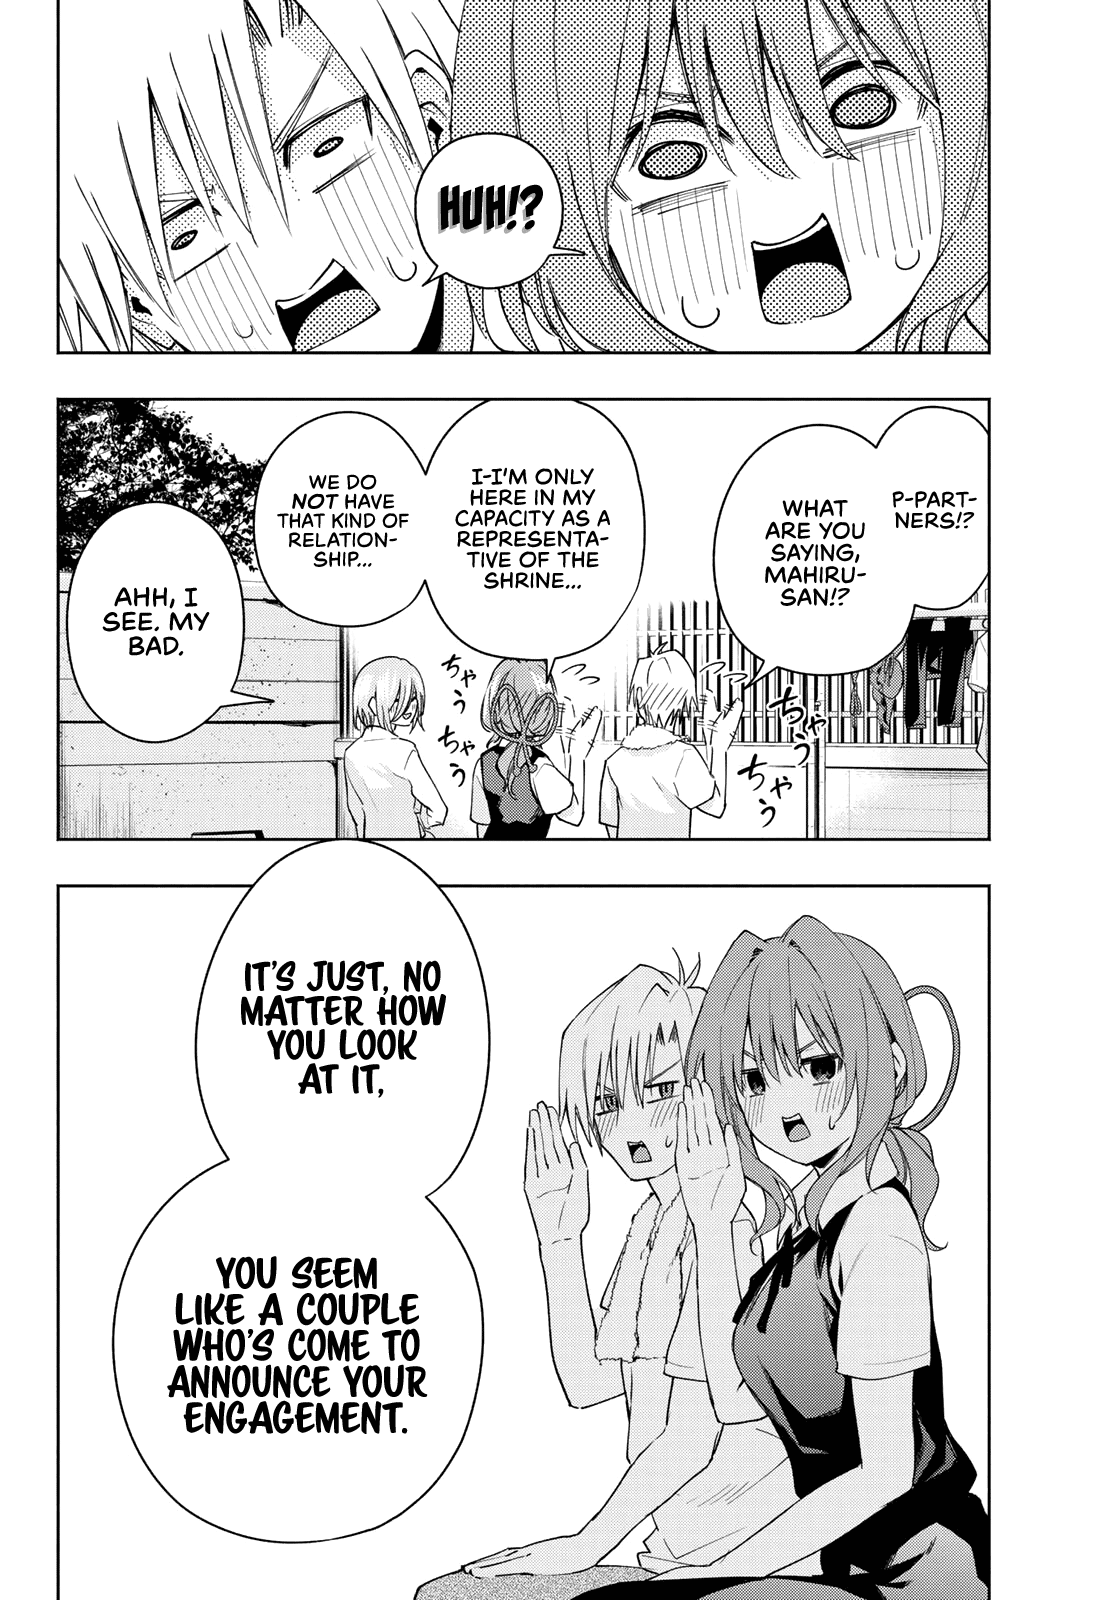 HUH!?
P-PART-
NERS!?
WHAT
ARE YOU
SAYING,
MAHIRU-
SAN!?
I-I'M ONLY
HERE IN MY
CAPACITY AS A
REPRESENTA-
TIVE OF THE
SHRINE...
WE DO
NOT HAVE
THAT KIND OF
RELATION-
SHIP...
AHH, I
SEE. MY
BAD.
ちゃう
ちゃう
ちゃう
ちゃう
IT'S JUST, NO
MATTER HOW
YOU LOOK
AT IT,
YOU SEEM
LIKE A COUPLE
WHO'S COME TO
ANNOUNCE YOUR
ENGAGEMENT.